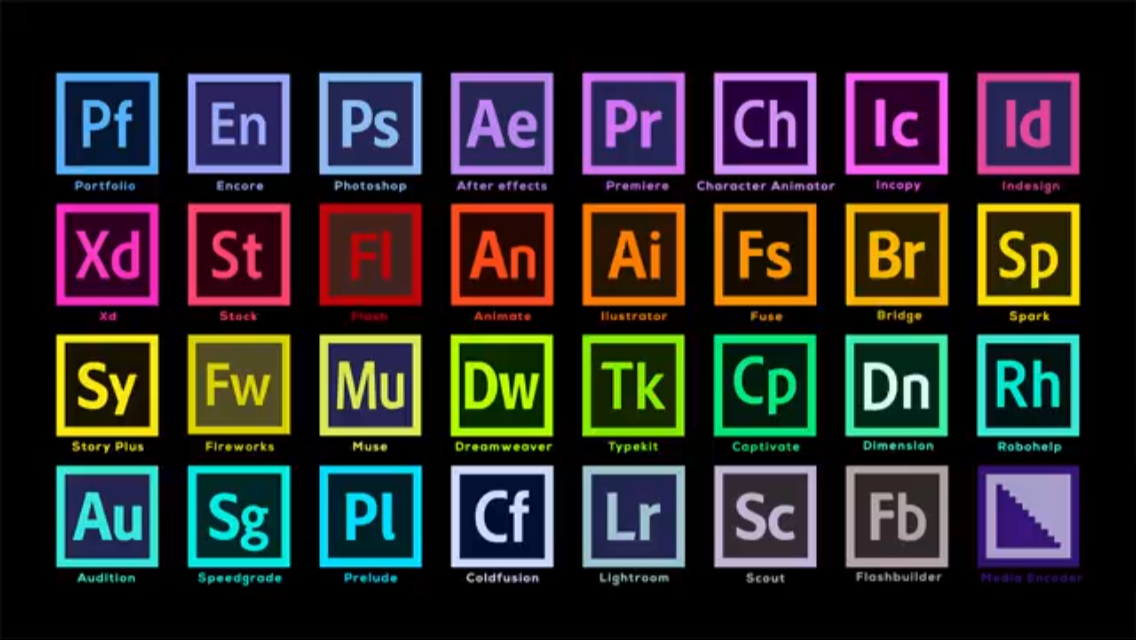 Pf En Ps Ae Pr Ch Ic Id
Portfolio Encore Photoshop After effects Premiere Character Animator Incopy Indesign
Xd St Fl An Ai Fs Br Sp
Xd Stock Flash Animate Ilustrator Fuse Bridge Spark
Sy Fw Mu Dw Tk Cp Dn Rh
Story Plus Fireworks Muse Dreamweaver Typekit Captivate Dimension Robohelp
Au Sg Pl Cf Lr Sc Fb
Audition Speedgrade Prelude Coldfusion Lightroom Scout Flashbuilder Media Encoder